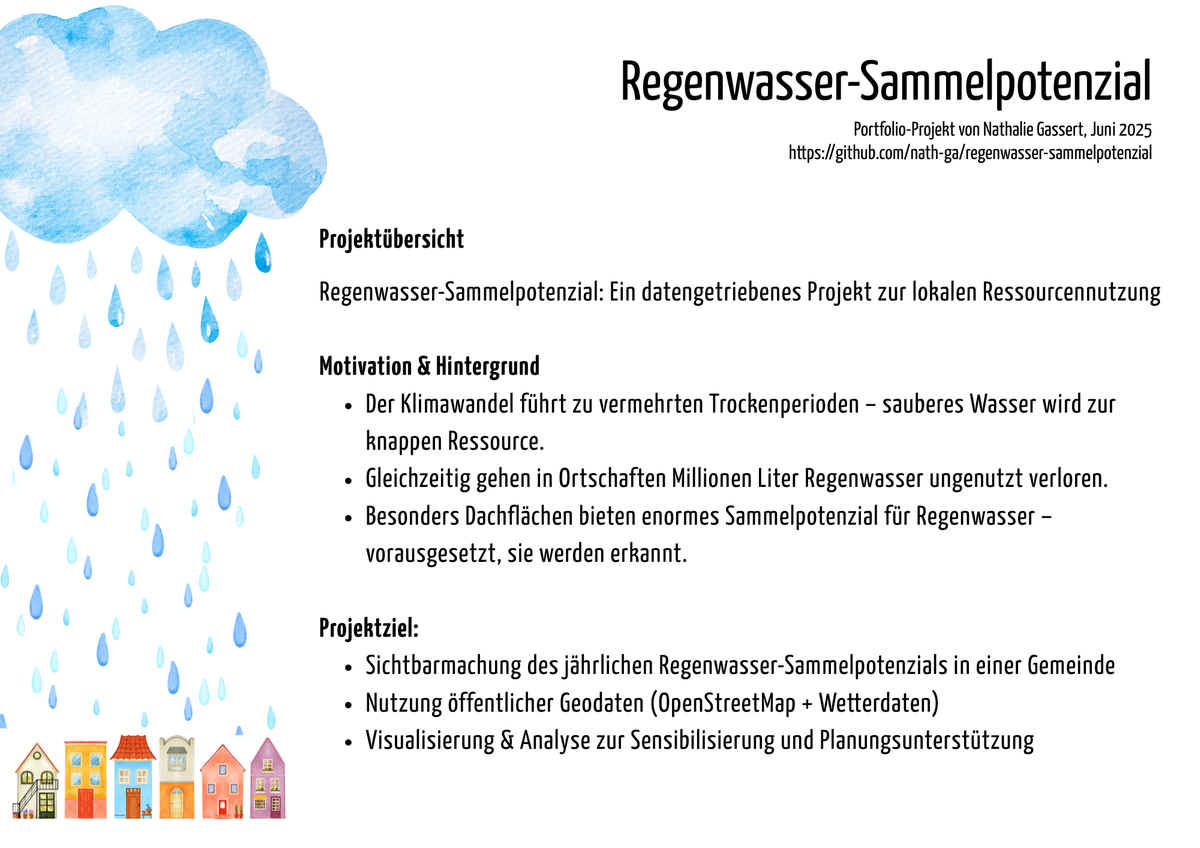 Regenwasser-Sammelpotenzial
Portfolio-Projekt von Nathalie Gassert, Juni 2025
https://github.com/nath-ga/regenwasser-sammelpotenzial
Projektübersicht
Regenwasser-Sammelpotenzial: Ein datengetriebenes Projekt zur lokalen Ressourcennutzung
Motivation & Hintergrund
• Der Klimawandel führt zu vermehrten Trockenperioden – sauberes Wasser wird zur
knappen Ressource.
• Gleichzeitig gehen in Ortschaften Millionen Liter Regenwasser ungenutzt verloren.
• Besonders Dachflächen bieten enormes Sammelpotenzial für Regenwasser –
vorausgesetzt, sie werden erkannt.
Projektziel:
• Sichtbarmachung des jährlichen Regenwasser-Sammelpotenzials in einer Gemeinde
• Nutzung öffentlicher Geodaten (OpenStreetMap + Wetterdaten)
• Visualisierung & Analyse zur Sensibilisierung und Planungsunterstützung